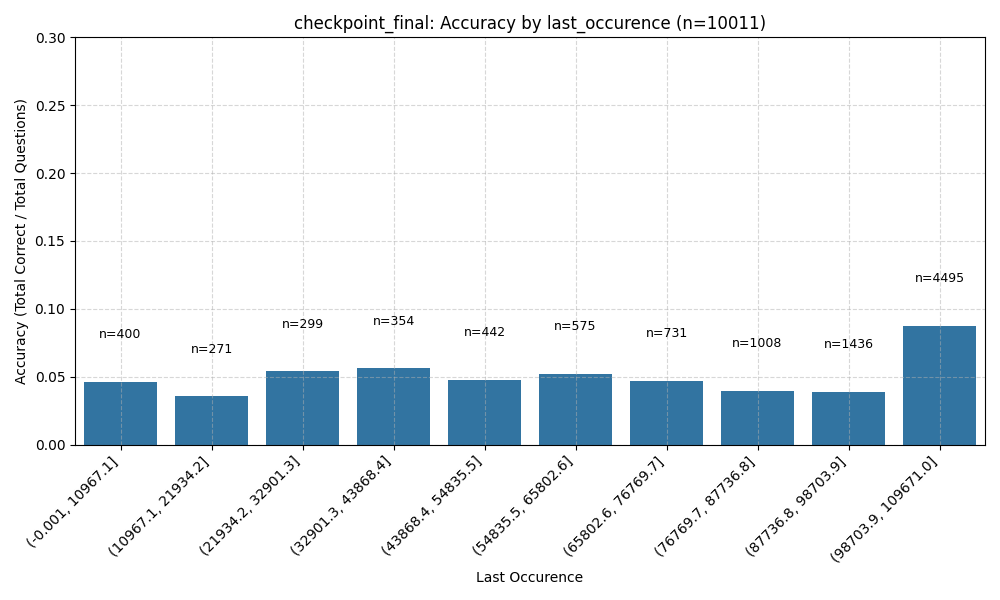 checkpoint_final: Accuracy by last_occurence (n=10011)
Accuracy (Total Correct / Total Questions)
0.30
0.25
0.20
0.15
0.10
0.05
0.00
n=400
n=271
n=299
n=354
n=442
n=575
n=731
n=1008
n=1436
n=4495
(-0.001, 10967.1]
(10967.1, 21934.2]
(21934.2, 32901.3]
(32901.3, 43868.4]
(43868.4, 54835.5]
(54835.5, 65802.6]
(65802.6, 76769.7]
(76769.7, 87736.8]
(87736.8, 98703.9]
(98703.9, 109671.0]
Last Occurence